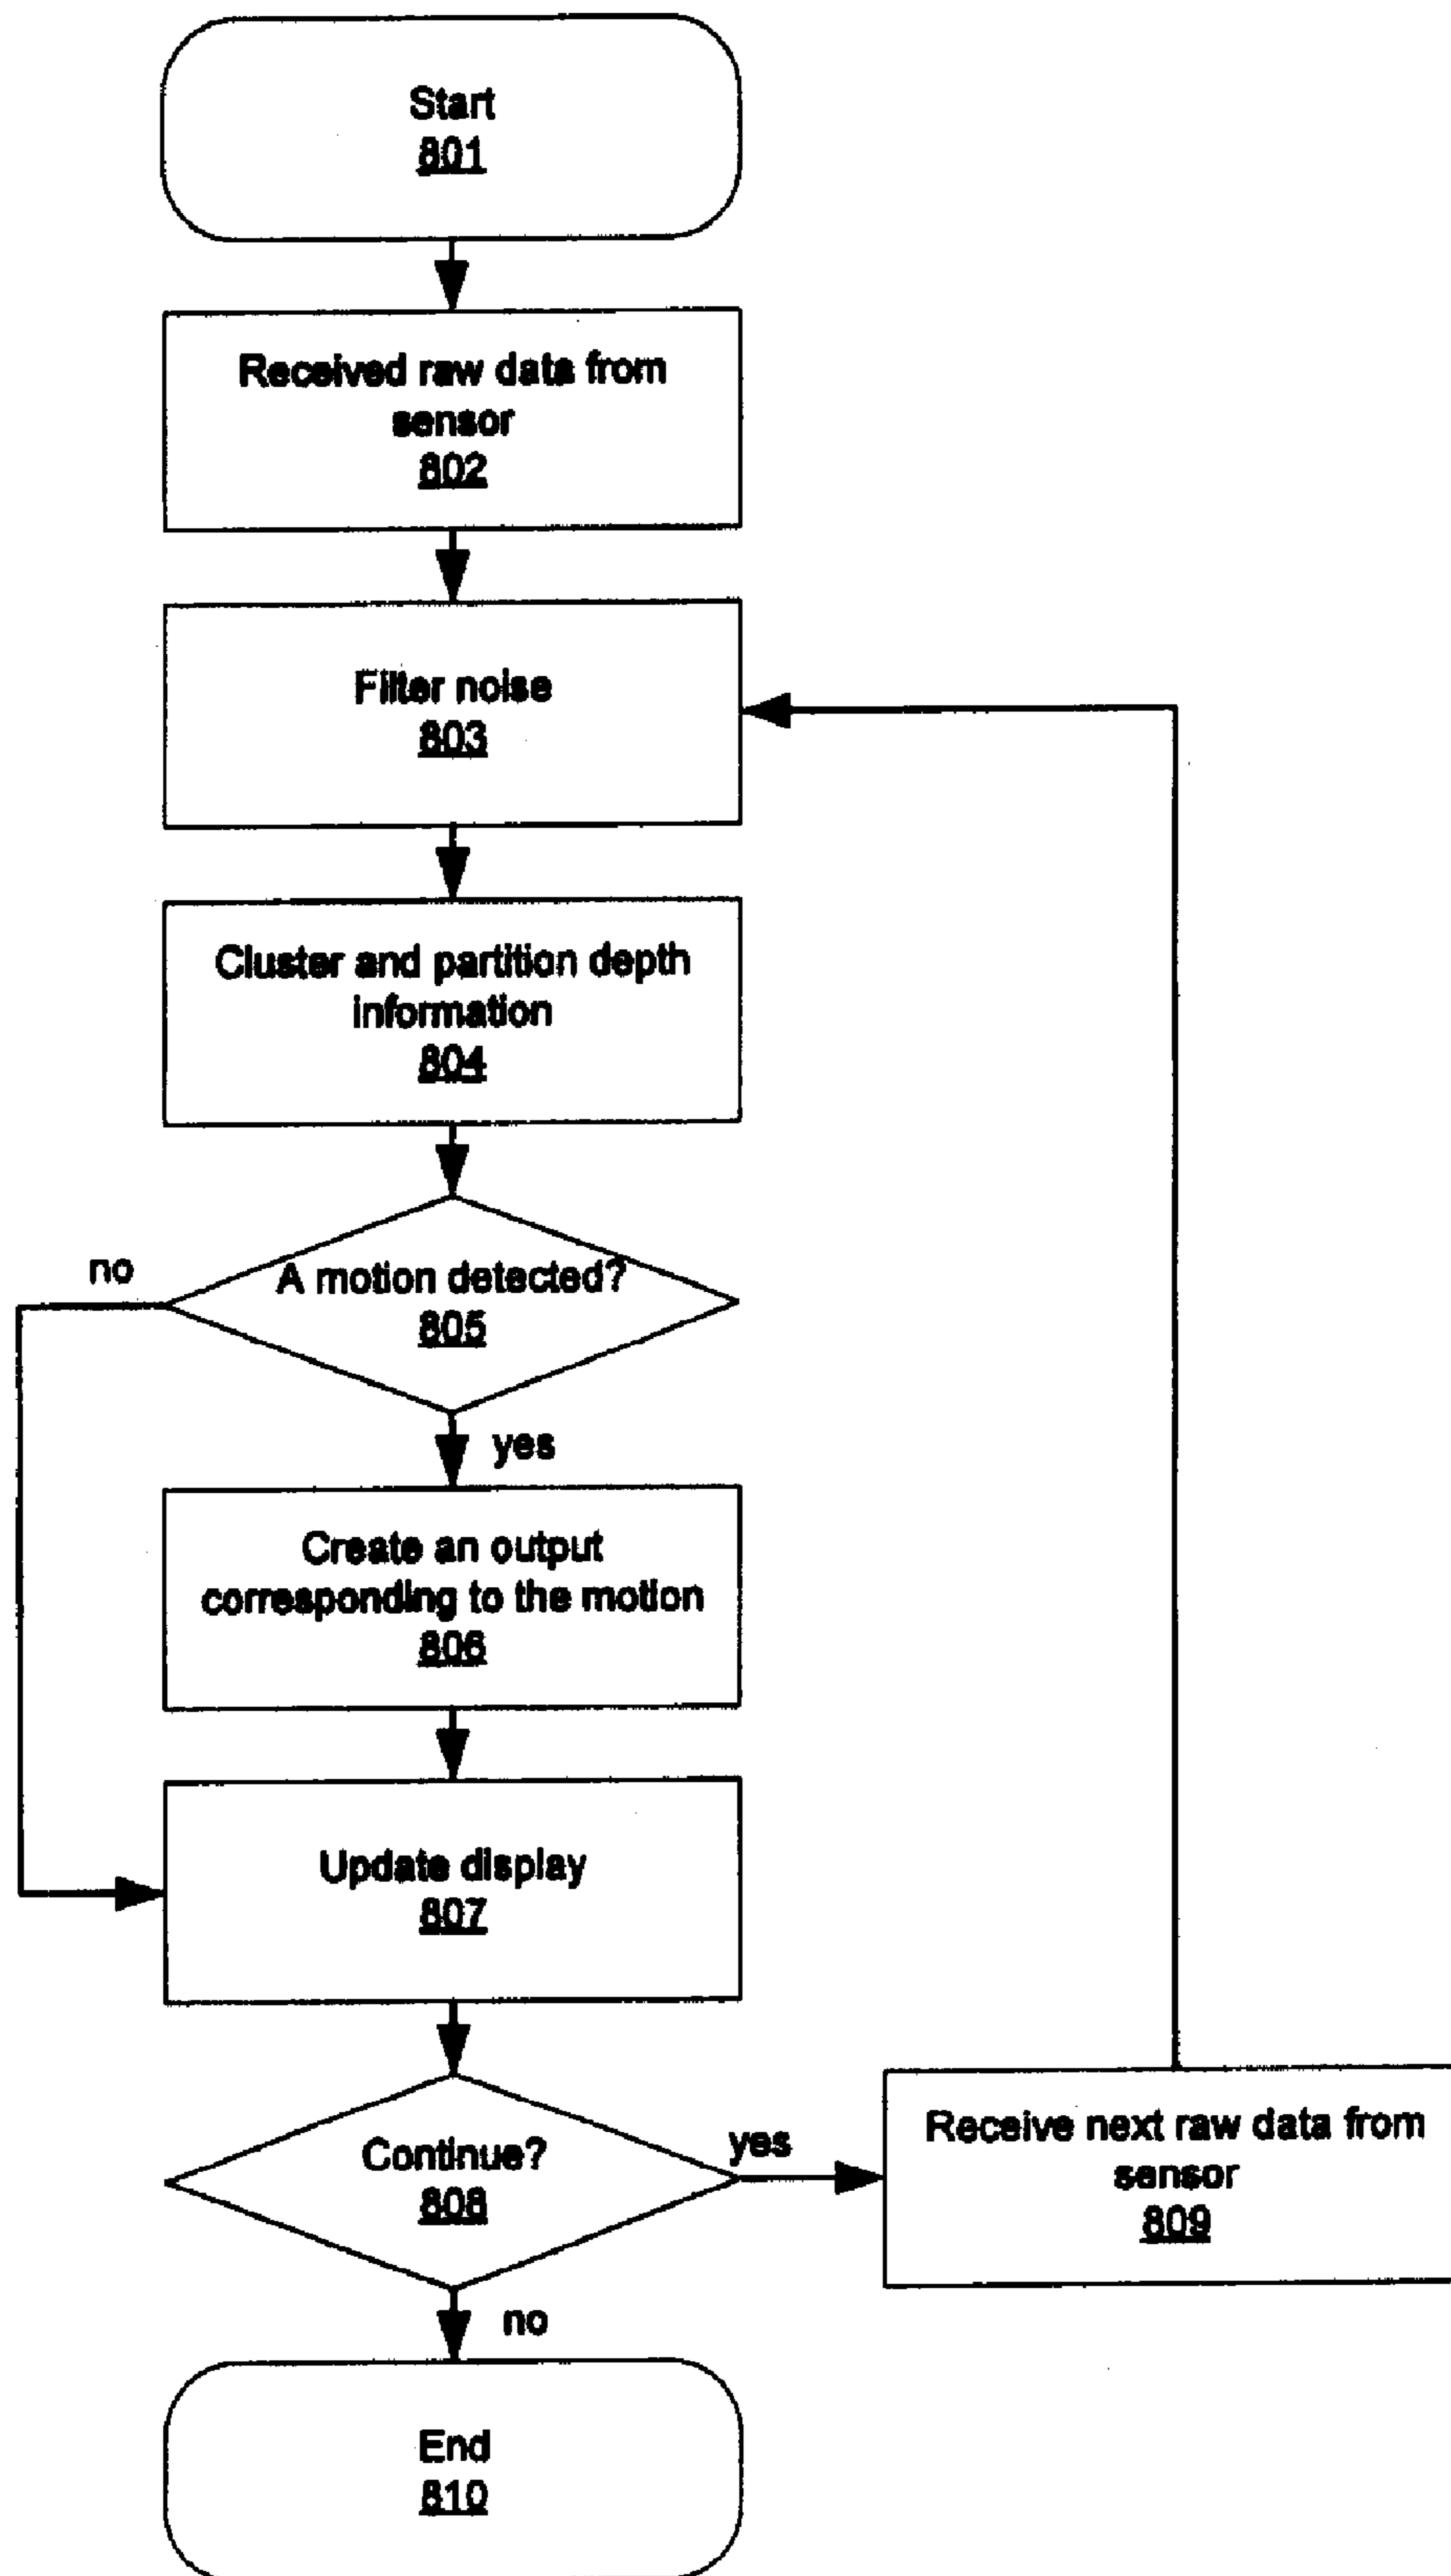 Start
801
Received raw data from
sensor
802
Filter noise
803
Cluster and partition depth
information
804
no
A motion detected?
805
yes
Create an output
corresponding to the motion
806
Update display
807
Continue?
808
yes
Receive next raw data from
sensor
809
no
End
810